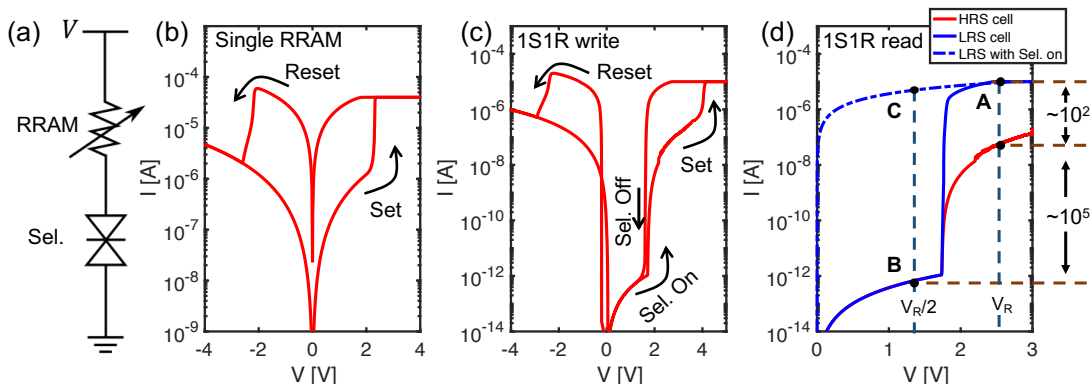 (a)
V
RRAM
Sel.
(b)
Single RRAM
Reset
Set
I [A]
10⁻⁴
10⁻⁵
10⁻⁶
10⁻⁷
10⁻⁸
10⁻⁹
-4
-2
0
2
4
V [V]
(c)
1S1R write
Reset
Set
Sel. Off
Sel. On
I [A]
10⁻⁴
10⁻⁶
10⁻⁸
10⁻¹⁰
10⁻¹²
10⁻¹⁴
-4
-2
0
2
4
V [V]
(d)
1S1R read
HRS cell
LRS cell
LRS with Sel. on
A
B
C
V_R/2
V_R
~10²
~10⁵
I [A]
10⁻⁴
10⁻⁶
10⁻⁸
10⁻¹⁰
10⁻¹²
10⁻¹⁴
0
1
2
3
V [V]